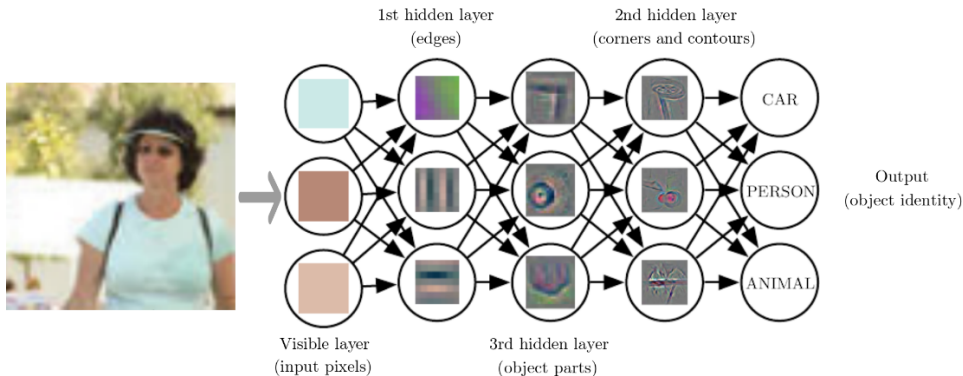 1st hidden layer
(edges)
2nd hidden layer
(corners and contours)
CAR
PERSON
ANIMAL
Output
(object identity)
Visible layer
(input pixels)
3rd hidden layer
(object parts)